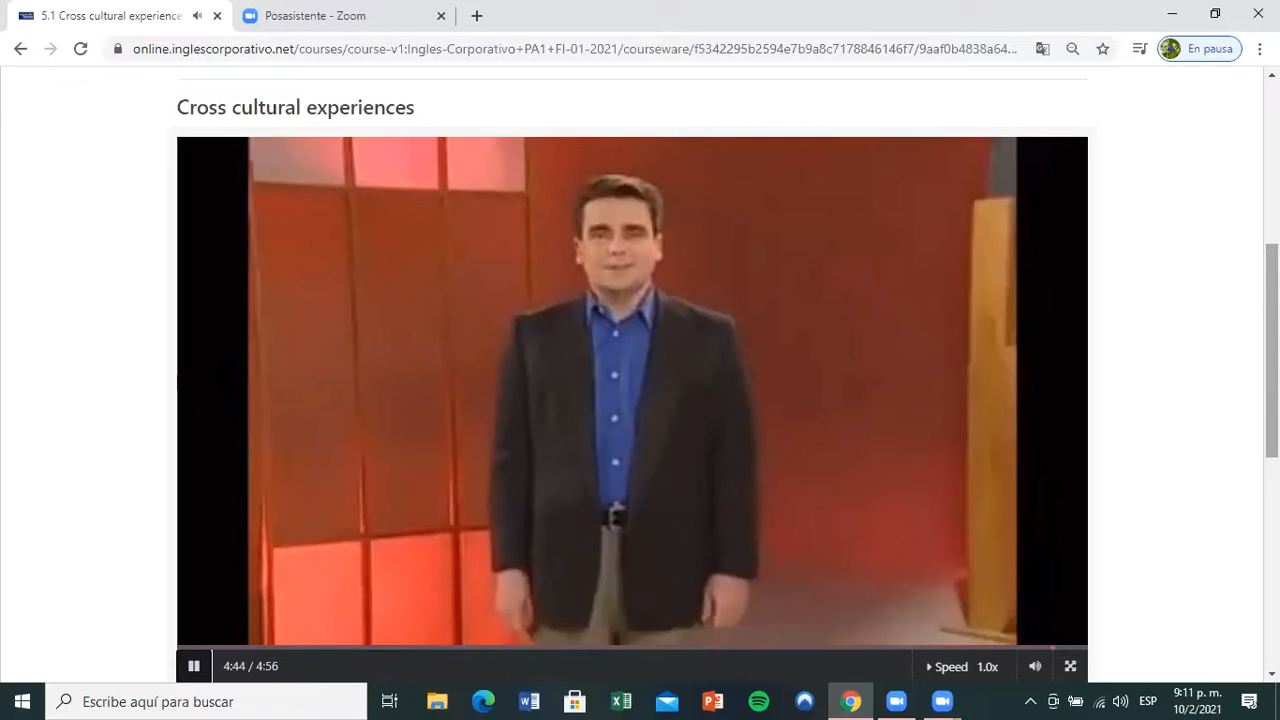 5.1 Cross cultural experience
Posasistente - Zoom
online.inglescorporativo.net/courses/course-v1:Ingles-Corporativo+PA1+FI-01-2021/courseware/f5342295b2594e7b9a8c7178846146f7/9aaf0b4838a64...
En pausa
Cross cultural experiences
4:44 / 4:56
Speed 1.0x
Escribe aquí para buscar
ESP
9:11 p. m.
10/2/2021